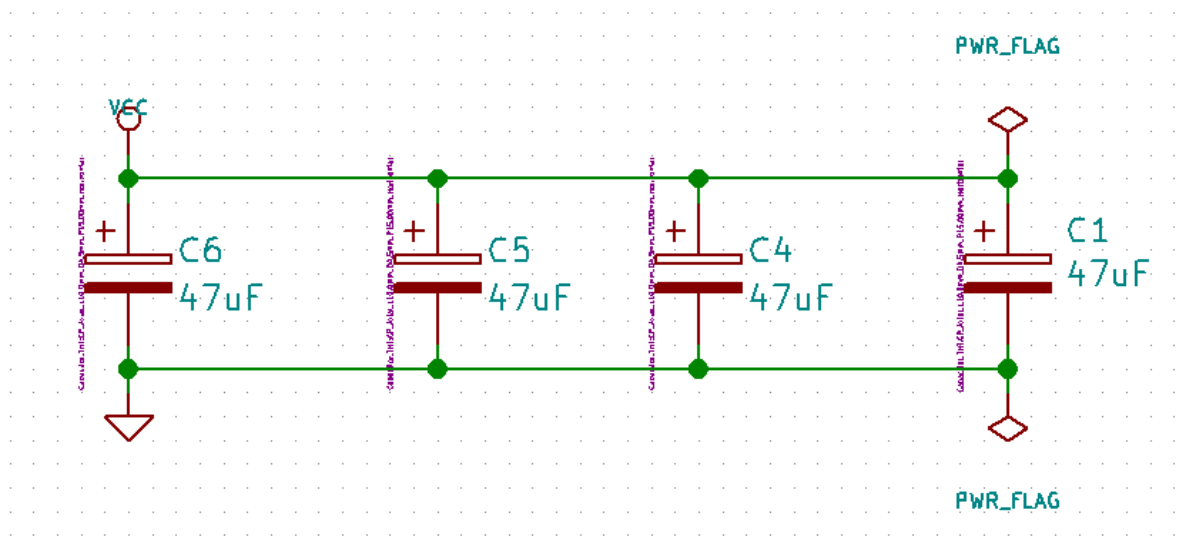 PWR_FLAG
VCC
+
C6
47uF
+
C5
47uF
+
C4
47uF
+
C1
47uF
PWR_FLAG